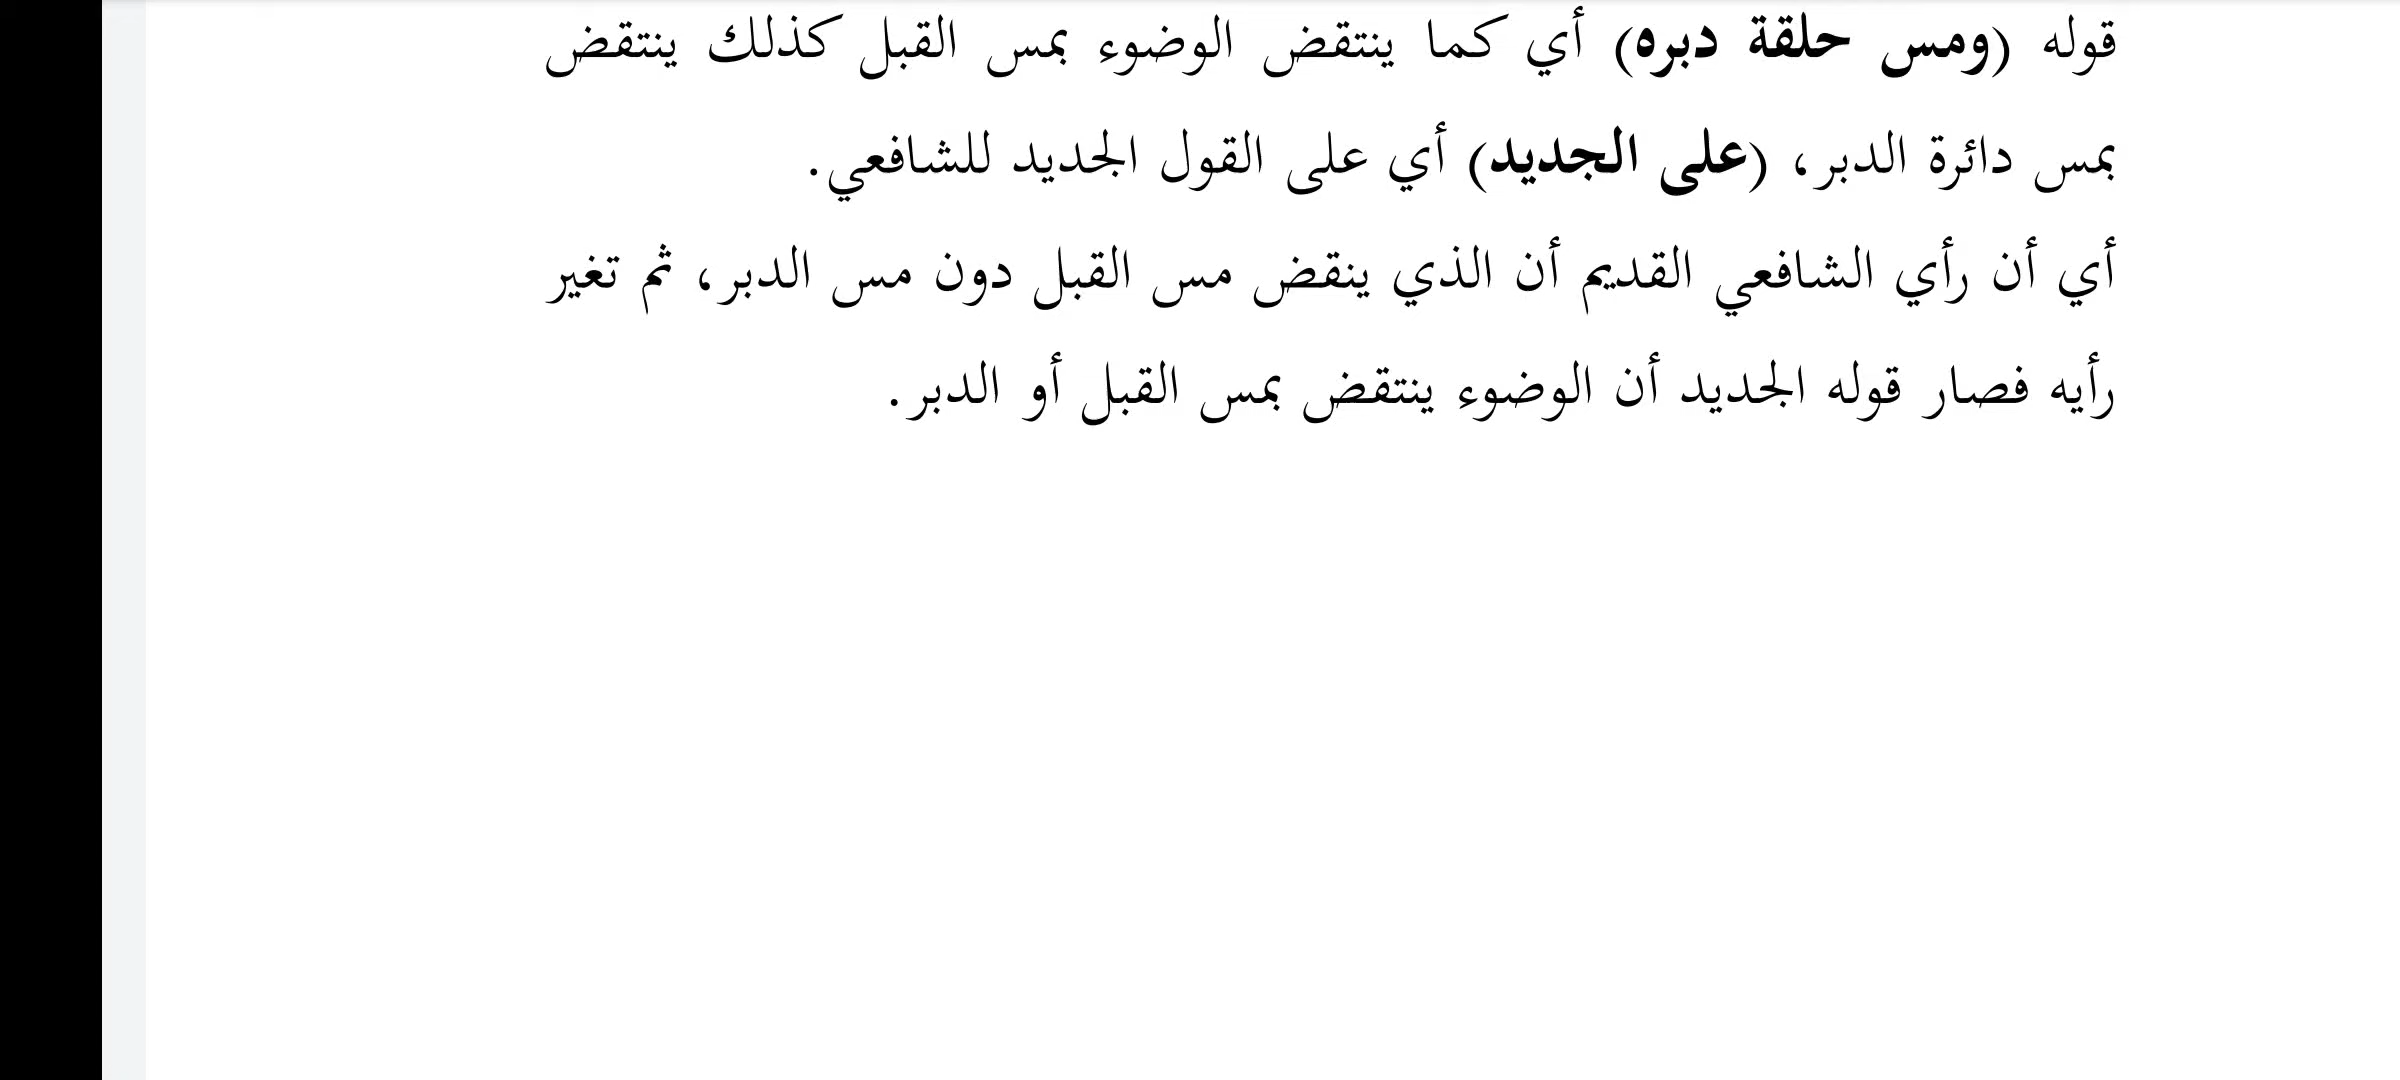 قوله (ومس حلقة دبره) أي كما ينتقض الوضوء بمس القبل كذلك ينتقض
بمس دائرة الدبر، (على الجديد) أي على القول الجديد للشافعي.
أي أن رأي الشافعي القديم أن الذي ينقض مس القبل دون مس الدبر، ثم تغير
رأيه فصار قوله الجديد أن الوضوء ينتقض بمس القبل أو الدبر.